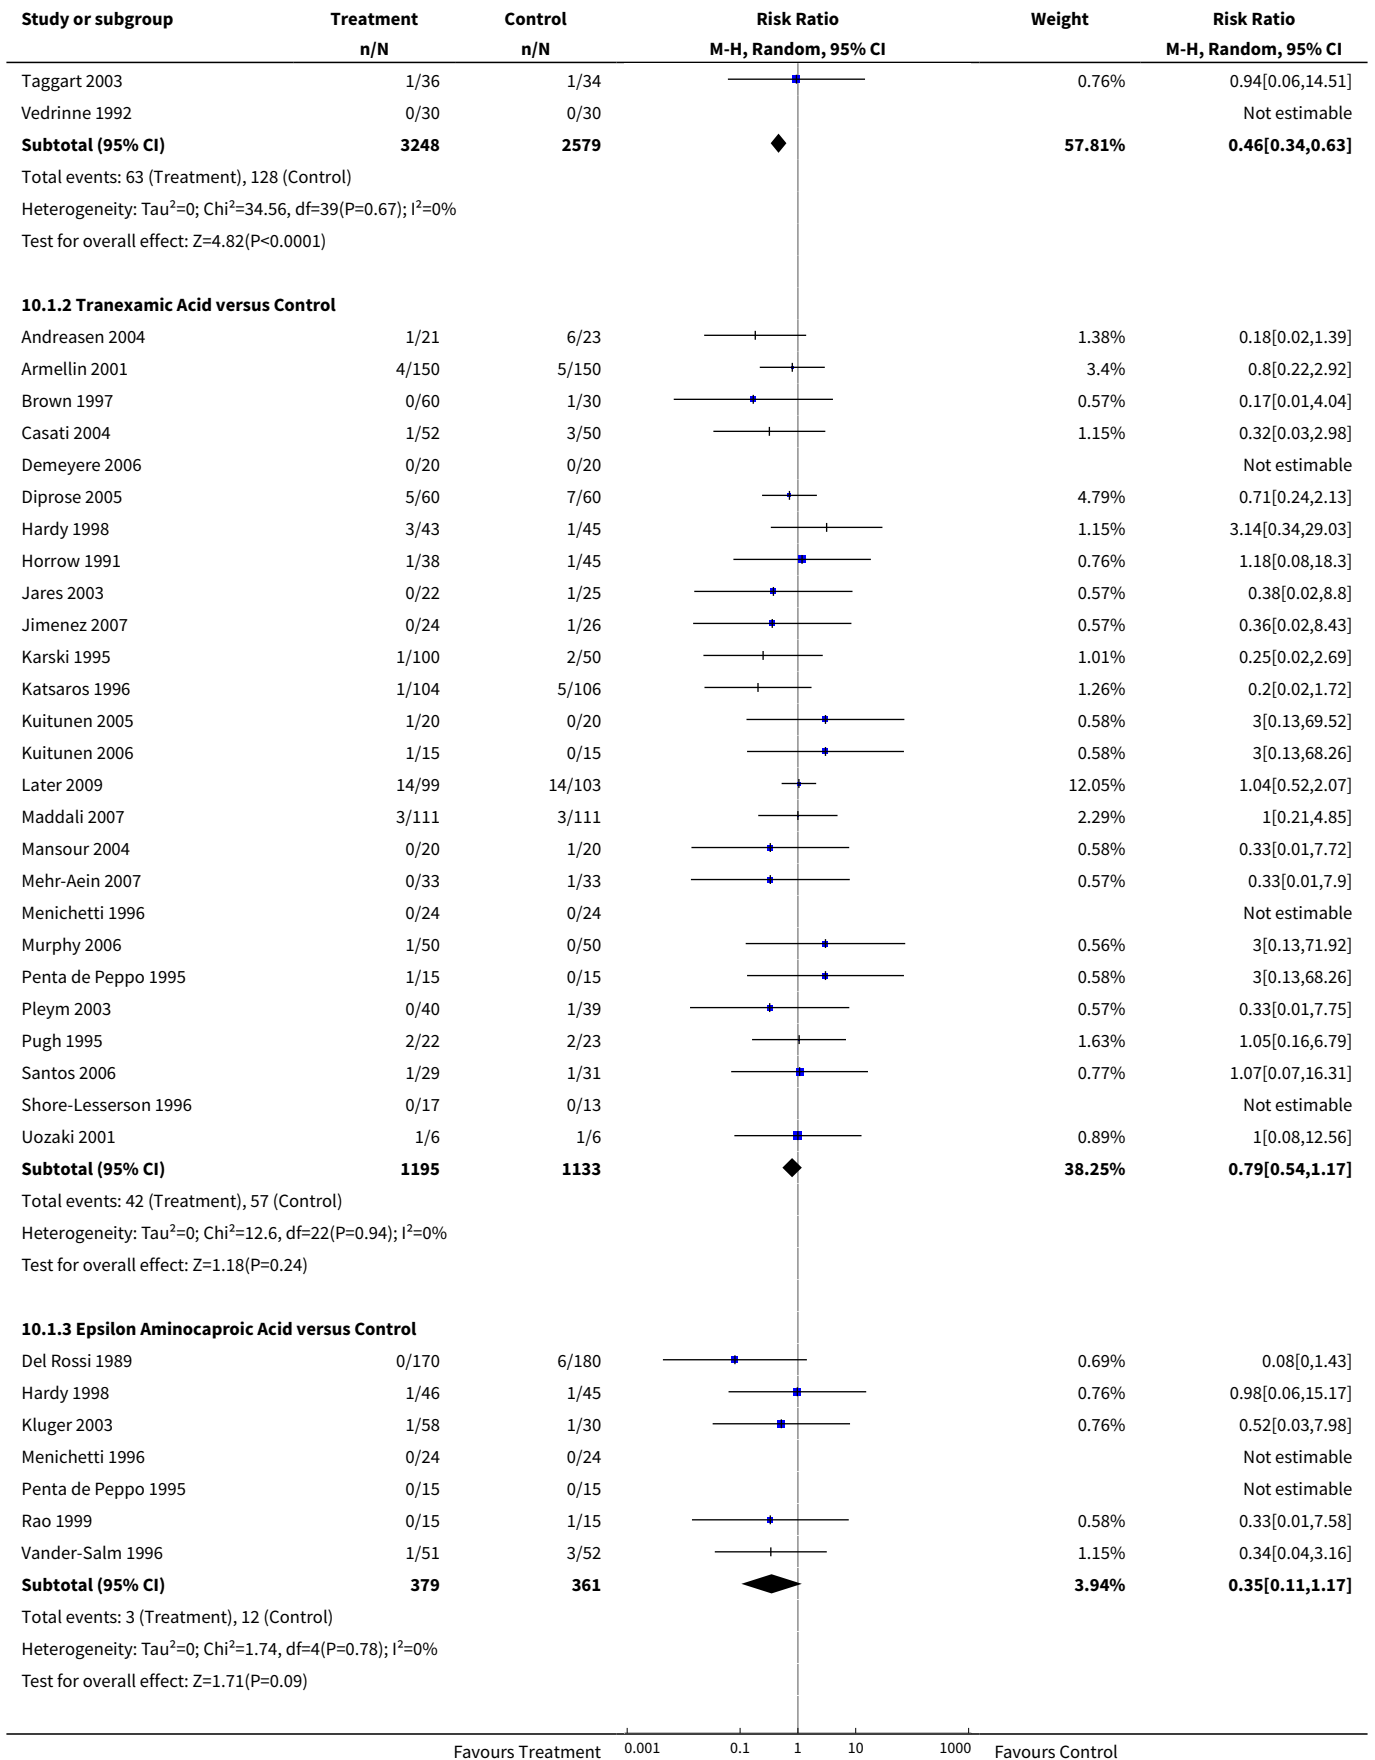 Study or subgroup Treatment Control Risk Ratio Weight Risk Ratio
n/N n/N M-H, Random, 95% CI M-H, Random, 95% CI
Taggart 2003 1/36 1/34 0.76% 0.94[0.06,14.51]
Vedrinne 1992 0/30 0/30 Not estimable
Subtotal (95% CI) 3248 2579 57.81% 0.46[0.34,0.63]
Total events: 63 (Treatment), 128 (Control)
Heterogeneity: Tau²=0; Chi²=34.56, df=39(P=0.67); I²=0%
Test for overall effect: Z=4.82(P<0.0001)
10.1.2 Tranexamic Acid versus Control
Andreasen 2004 1/21 6/23 1.38% 0.18[0.02,1.39]
Armellin 2001 4/150 5/150 3.4% 0.8[0.22,2.92]
Brown 1997 0/60 1/30 0.57% 0.17[0.01,4.04]
Casati 2004 1/52 3/50 1.15% 0.32[0.03,2.98]
Demeyere 2006 0/20 0/20 Not estimable
Diprose 2005 5/60 7/60 4.79% 0.71[0.24,2.13]
Hardy 1998 3/43 1/45 1.15% 3.14[0.34,29.03]
Horrow 1991 1/38 1/45 0.76% 1.18[0.08,18.3]
Jares 2003 0/22 1/25 0.57% 0.38[0.02,8.8]
Jimenez 2007 0/24 1/26 0.57% 0.36[0.02,8.43]
Karski 1995 1/100 2/50 1.01% 0.25[0.02,2.69]
Katsaros 1996 1/104 5/106 1.26% 0.2[0.02,1.72]
Kuitunen 2005 1/20 0/20 0.58% 3[0.13,69.52]
Kuitunen 2006 1/15 0/15 0.58% 3[0.13,68.26]
Later 2009 14/99 14/103 12.05% 1.04[0.52,2.07]
Maddali 2007 3/111 3/111 2.29% 1[0.21,4.85]
Mansour 2004 0/20 1/20 0.58% 0.33[0.01,7.72]
Mehr-Aein 2007 0/33 1/33 0.57% 0.33[0.01,7.9]
Menichetti 1996 0/24 0/24 Not estimable
Murphy 2006 1/50 0/50 0.56% 3[0.13,71.92]
Penta de Peppo 1995 1/15 0/15 0.58% 3[0.13,68.26]
Pleym 2003 0/40 1/39 0.57% 0.33[0.01,7.75]
Pugh 1995 2/22 2/23 1.63% 1.05[0.16,6.79]
Santos 2006 1/29 1/31 0.77% 1.07[0.07,16.31]
Shore-Lesserson 1996 0/17 0/13 Not estimable
Uozaki 2001 1/6 1/6 0.89% 1[0.08,12.56]
Subtotal (95% CI) 1195 1133 38.25% 0.79[0.54,1.17]
Total events: 42 (Treatment), 57 (Control)
Heterogeneity: Tau²=0; Chi²=12.6, df=22(P=0.94); I²=0%
Test for overall effect: Z=1.18(P=0.24)
10.1.3 Epsilon Aminocaproic Acid versus Control
Del Rossi 1989 0/170 6/180 0.69% 0.08[0,1.43]
Hardy 1998 1/46 1/45 0.76% 0.98[0.06,15.17]
Kluger 2003 1/58 1/30 0.76% 0.52[0.03,7.98]
Menichetti 1996 0/24 0/24 Not estimable
Penta de Peppo 1995 0/15 0/15 Not estimable
Rao 1999 0/15 1/15 0.58% 0.33[0.01,7.58]
Vander-Salm 1996 1/51 3/52 1.15% 0.34[0.04,3.16]
Subtotal (95% CI) 379 361 3.94% 0.35[0.11,1.17]
Total events: 3 (Treatment), 12 (Control)
Heterogeneity: Tau²=0; Chi²=1.74, df=4(P=0.78); I²=0%
Test for overall effect: Z=1.71(P=0.09)
Favours Treatment 0.001 0.1 1 10 1000 Favours Control